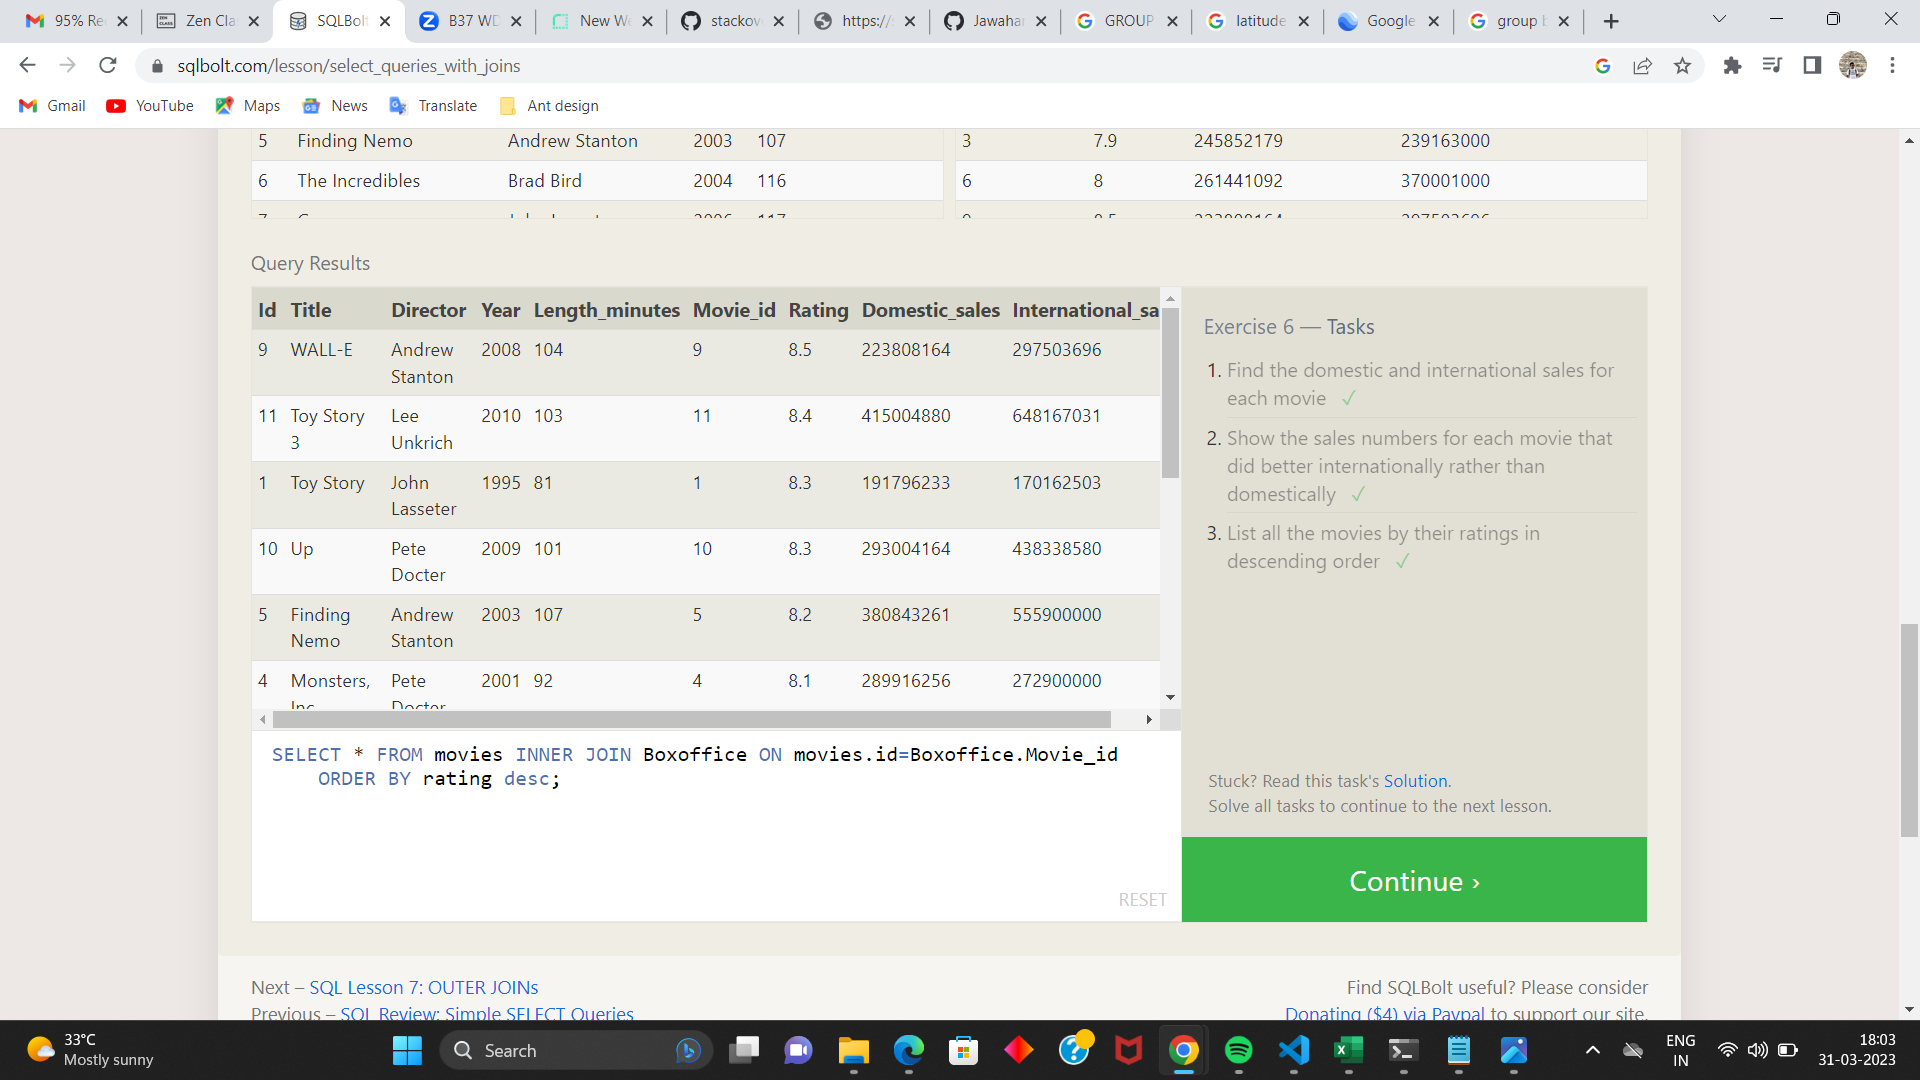 95% Re
Zen Cla
SQLBolt
B37 WD
New We
stackov
https://
Jawaha
GROUP
latitude
Google
group b
sqlbolt.com/lesson/select_queries_with_joins
Gmail
YouTube
Maps
News
Translate
Ant design
5 Finding Nemo Andrew Stanton 2003 107
3 7.9 245852179 239163000
6 The Incredibles Brad Bird 2004 116
6 8 261441092 370001000
Query Results
Id Title Director Year Length_minutes Movie_id Rating Domestic_sales International_sa
9 WALL-E Andrew Stanton 2008 104 9 8.5 223808164 297503696
11 Toy Story 3 Lee Unkrich 2010 103 11 8.4 415004880 648167031
1 Toy Story John Lasseter 1995 81 1 8.3 191796233 170162503
10 Up Pete Docter 2009 101 10 8.3 293004164 438338580
5 Finding Nemo Andrew Stanton 2003 107 5 8.2 380843261 555900000
4 Monsters, Inc Pete Docter 2001 92 4 8.1 289916256 272900000
SELECT * FROM movies INNER JOIN Boxoffice ON movies.id=Boxoffice.Movie_id
ORDER BY rating desc;
RESET
Exercise 6 — Tasks
1. Find the domestic and international sales for
each movie ✓
2. Show the sales numbers for each movie that
did better internationally rather than
domestically ✓
3. List all the movies by their ratings in
descending order ✓
Stuck? Read this task's Solution.
Solve all tasks to continue to the next lesson.
Continue ›
Next – SQL Lesson 7: OUTER JOINs
Previous – SQL Review: Simple SELECT Queries
Find SQLBolt useful? Please consider
Donating ($4) via Paypal to support our site.
33°C
Mostly sunny
Search
ENG
IN
18:03
31-03-2023